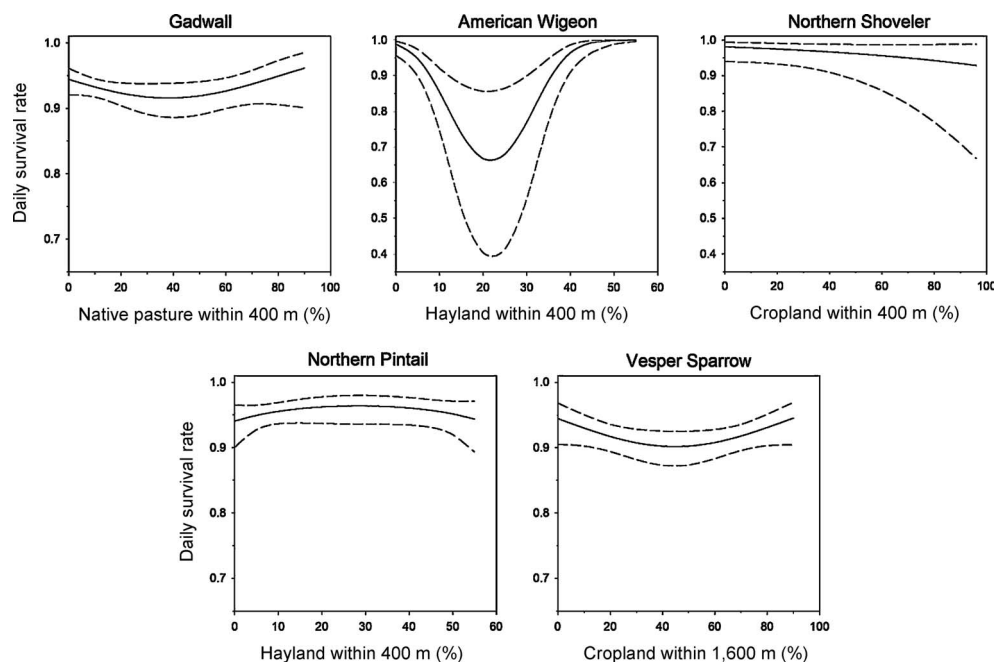 Gadwall
1.0
0.9
0.8
0.7
Daily survival rate
0 20 40 60 80 100
Native pasture within 400 m (%)
American Wigeon
1.0
0.9
0.8
0.7
0.6
0.5
0.4
0 10 20 30 40 50 60
Hayland within 400 m (%)
Northern Shoveler
1.0
0.9
0.8
0.7
0.6
0.5
0.4
0 20 40 60 80 100
Cropland within 400 m (%)
Northern Pintail
1.0
0.9
0.8
0.7
Daily survival rate
0 10 20 30 40 50 60
Hayland within 400 m (%)
Vesper Sparrow
1.0
0.9
0.8
0.7
0 20 40 60 80 100
Cropland within 1,600 m (%)